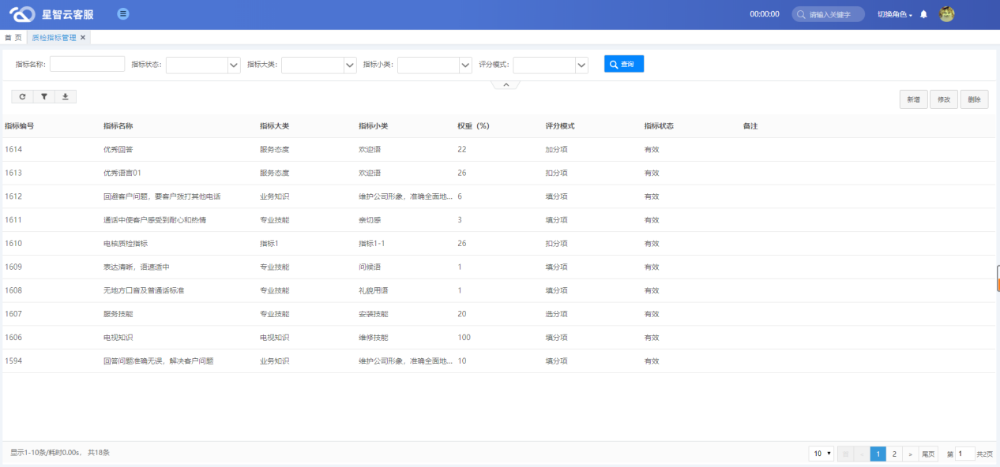 星智云客服 00:00:00 请输入关键字 切换角色
首 页 质检指标管理
指标名称: 指标状态: 指标大类: 指标小类: 评分模式: 查询
新增 修改 删除
指标编号 指标名称 指标大类 指标小类 权重（%） 评分模式 指标状态 备注
1614 优秀回答 服务态度 欢迎语 22 加分项 有效
1613 优秀语言01 服务态度 欢迎语 26 扣分项 有效
1612 回避客户问题，要客户拨打其他电话 业务知识 维护公司形象，准确全面地... 6 填分项 有效
1611 通话中使客户感受到耐心和热情 专业技能 亲切感 3 填分项 有效
1610 电核质检指标 指标1 指标1-1 26 扣分项 有效
1609 表达清晰，语速适中 专业技能 问候语 1 填分项 有效
1608 无地方口音及普通话标准 专业技能 礼貌用语 1 填分项 有效
1607 服务技能 专业技能 安装技能 20 选分项 有效
1606 电视知识 电视知识 维修技能 100 填分项 有效
1594 回答问题准确无误，解决客户问题 业务知识 维护公司形象，准确全面地... 10 填分项 有效
显示1-10条/耗时0.00s， 共18条 10 1 2 > 尾页 第 1 共2页